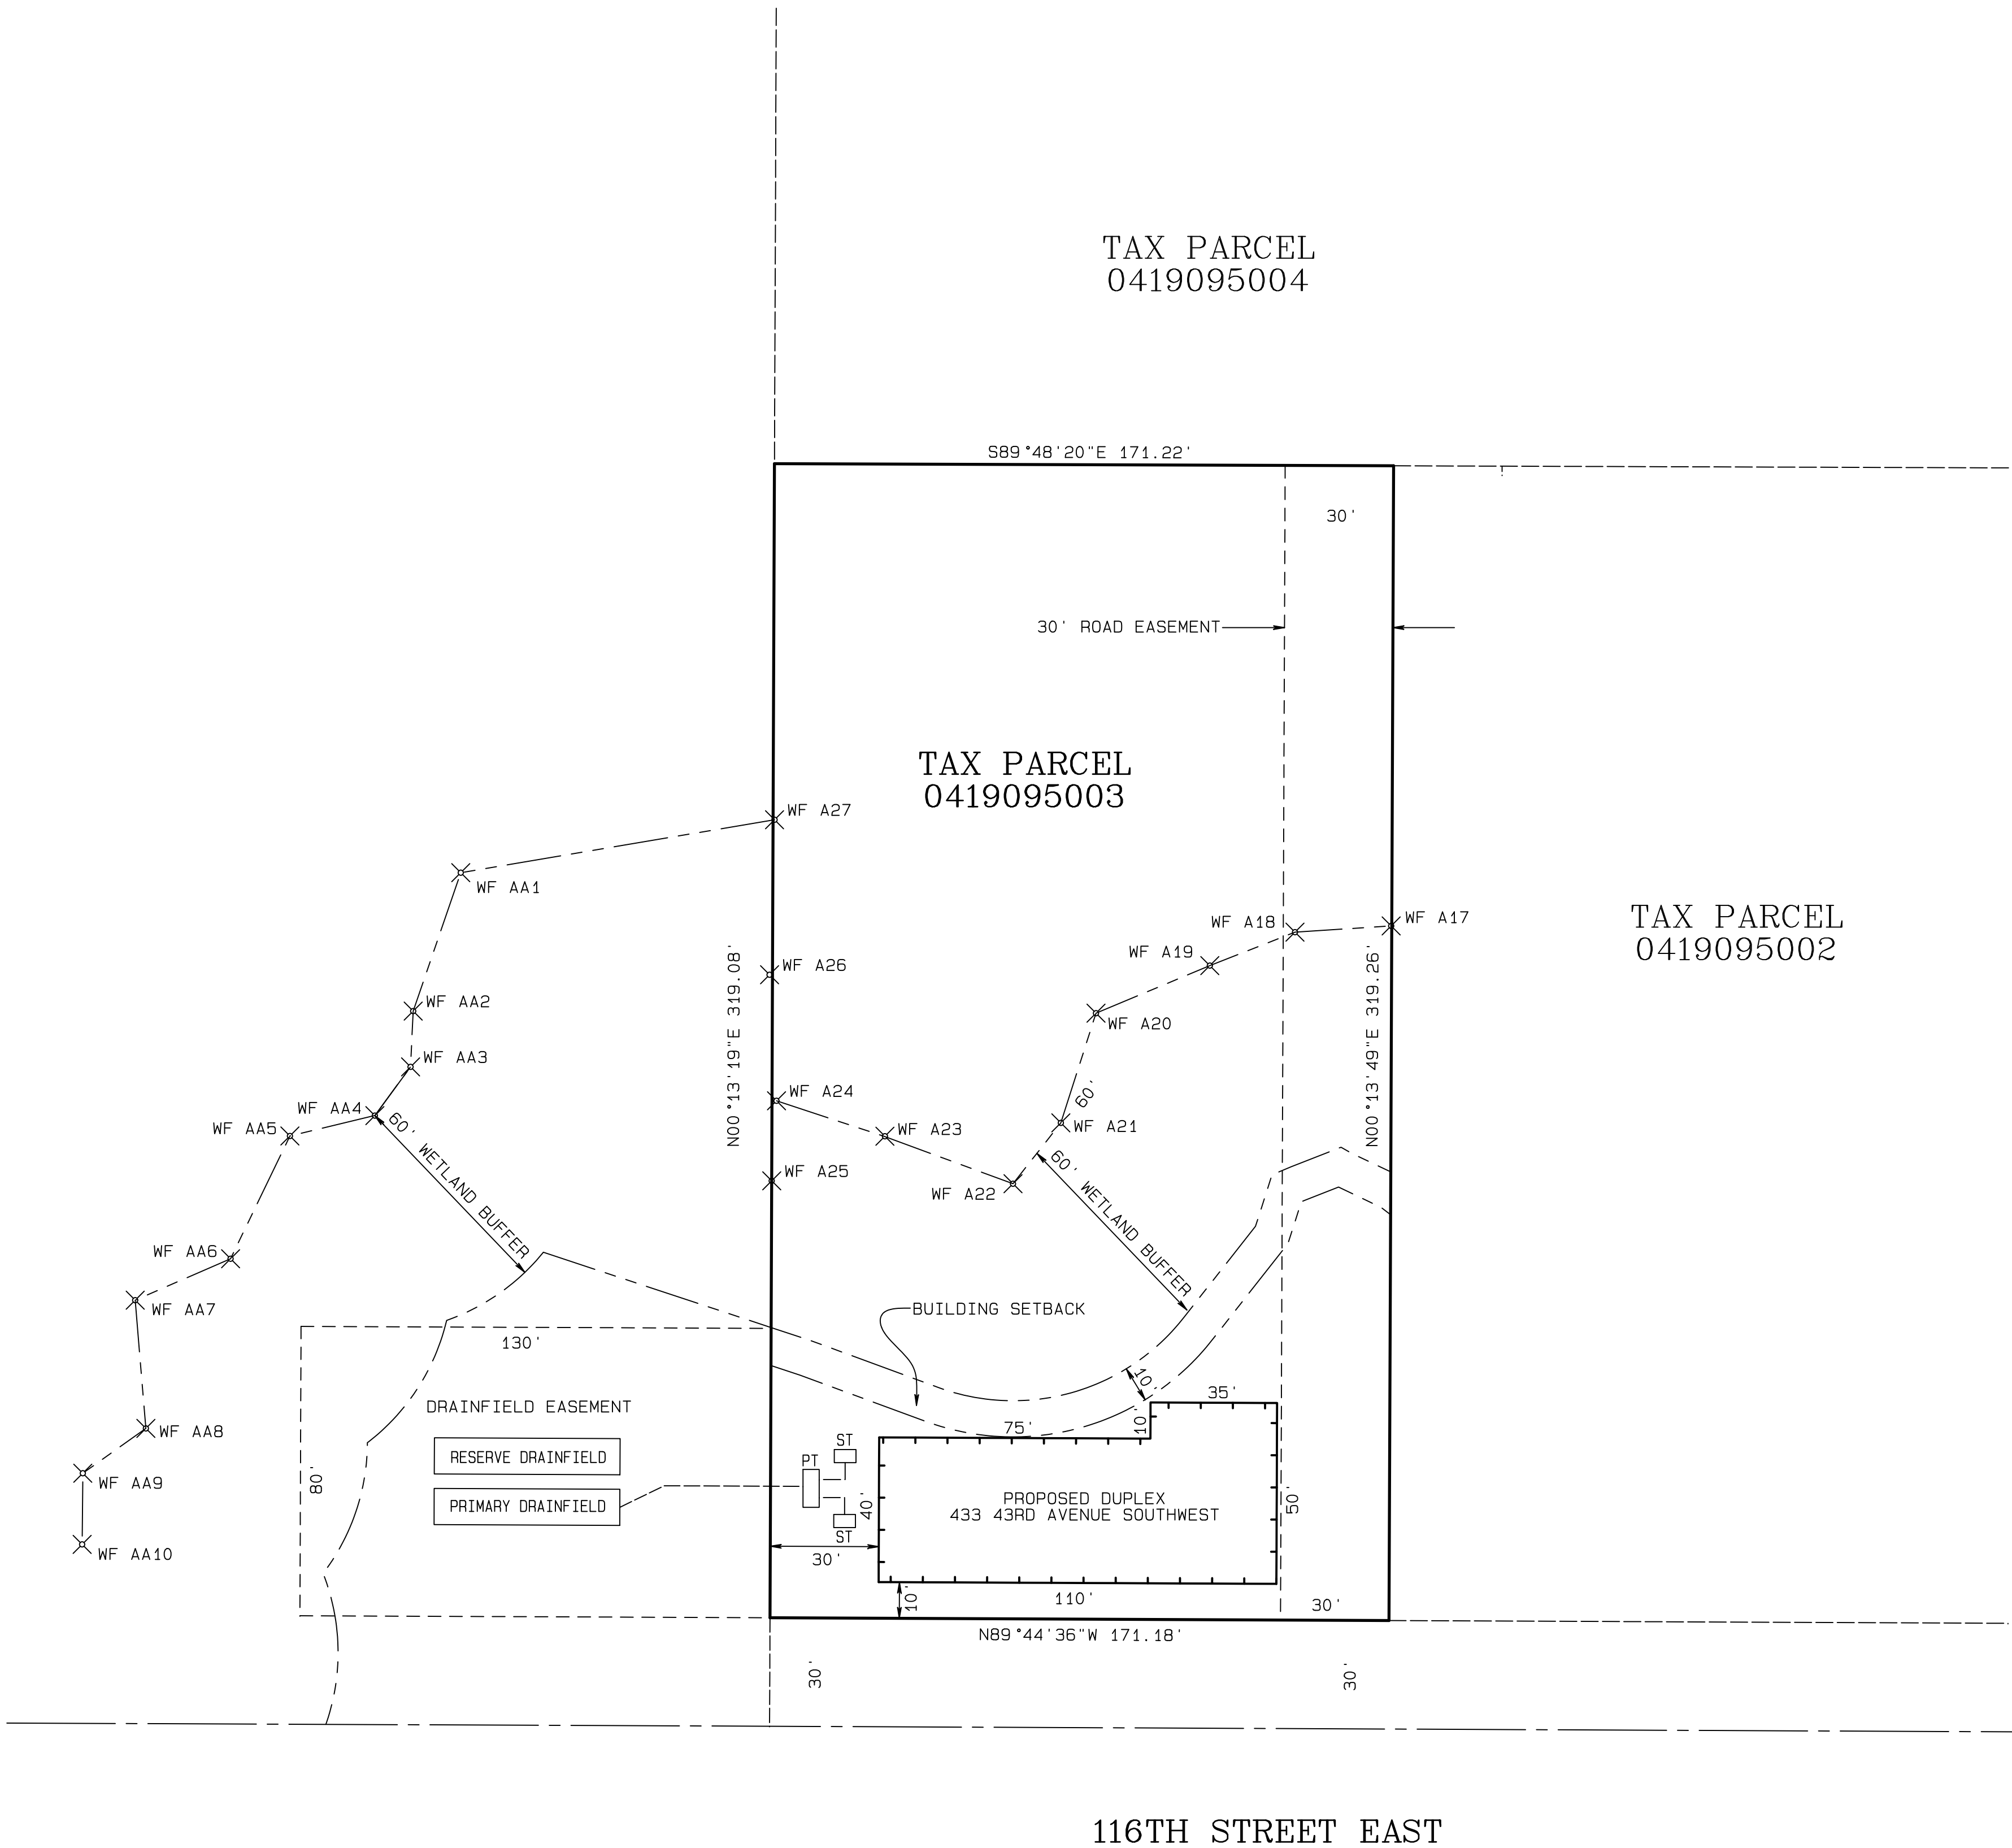 TAX PARCEL
0419095004
S89°48'20"E 171.22'
30'
30' ROAD EASEMENT
TAX PARCEL
0419095003
WF A27
WF AA1
WF A18
WF A17
TAX PARCEL
0419095002
WF A19
WF A26
WF AA2
WF A20
N00°13'19"E 319.08'
N00°13'49"E 319.26'
WF AA3
WF A24
60'
WF AA4
WF AA5
WF A23
WF A21
60' WETLAND BUFFER
WF A25
WF A22
60' WETLAND BUFFER
WF AA6
WF AA7
BUILDING SETBACK
130'
10'
35'
DRAINFIELD EASEMENT
75'
10'
WF AA8
ST
RESERVE DRAINFIELD
PT
WF AA9
80'
PRIMARY DRAINFIELD
40'
PROPOSED DUPLEX
433 43RD AVENUE SOUTHWEST
50'
ST
WF AA10
30'
10'
110'
30'
N89°44'36"W 171.18'
30'
30'
116TH STREET EAST